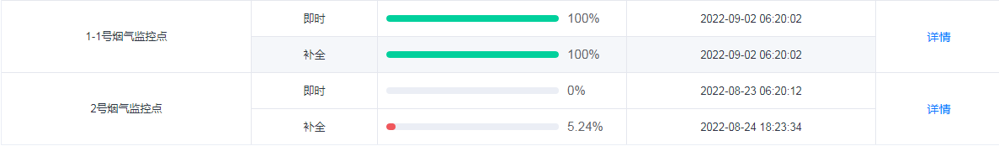 1-1号烟气监控点
即时 100% 2022-09-02 06:20:02
补全 100% 2022-09-02 06:20:02
详情
2号烟气监控点
即时 0% 2022-08-23 06:20:12
补全 5.24% 2022-08-24 18:23:34
详情